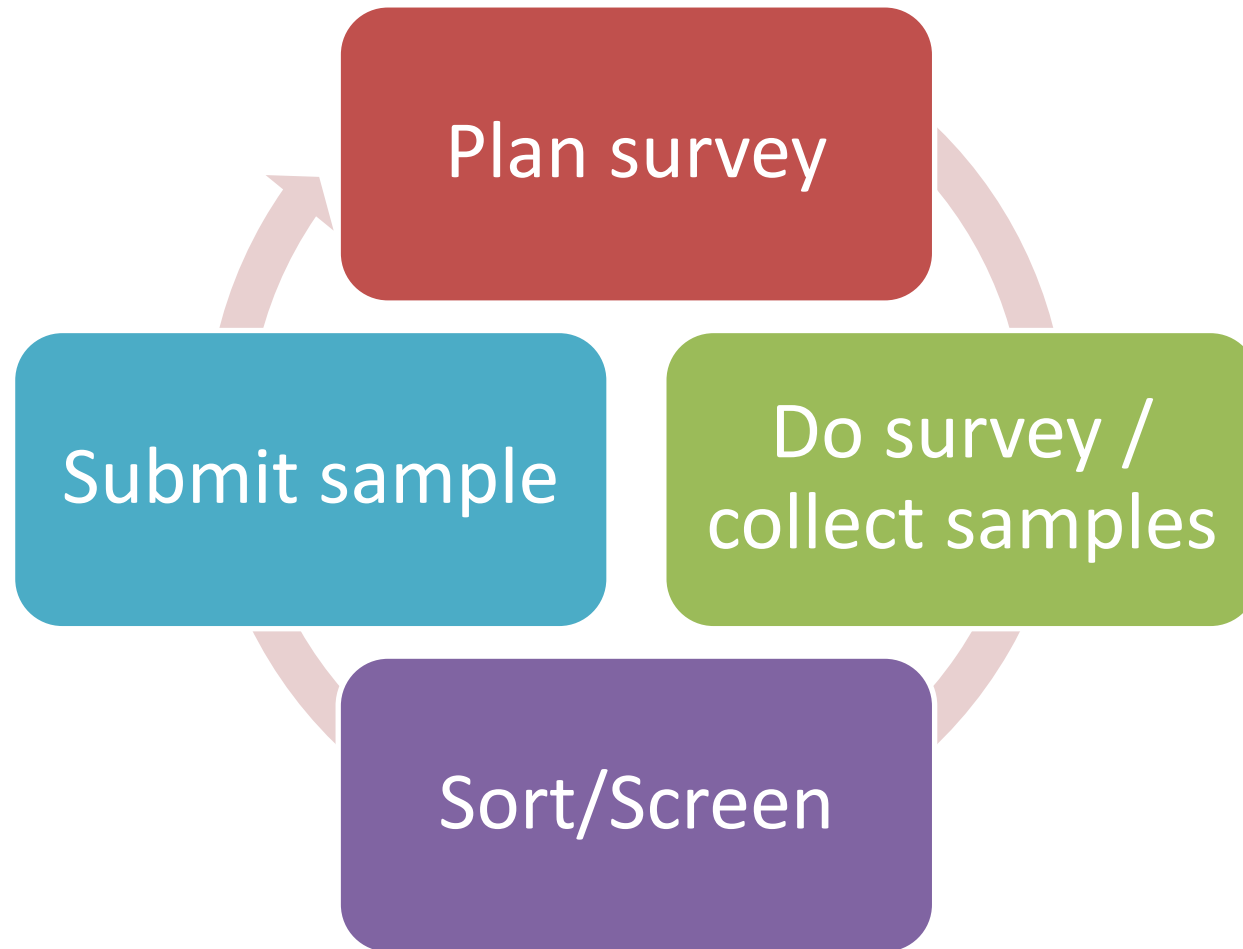 Plan survey
Do survey /
collect samples
Sort/Screen
Submit sample